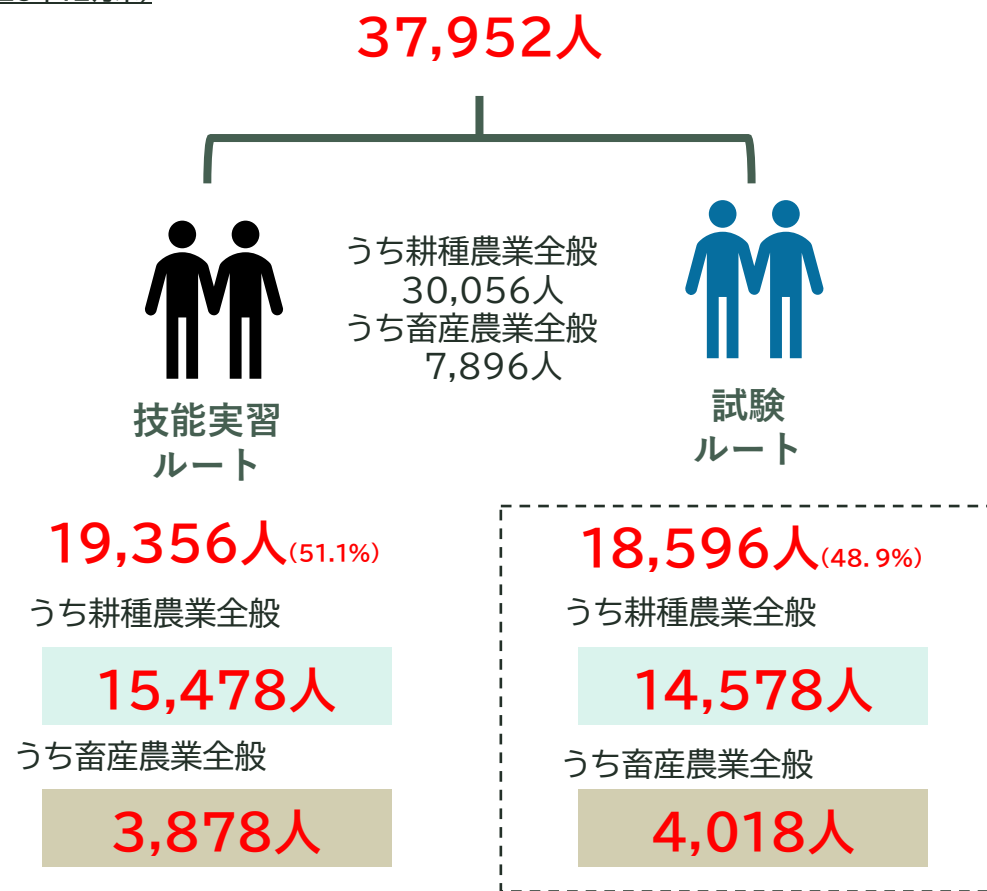 37,952人
うち耕種農業全般
30,056人
うち畜産農業全般
7,896人
技能実習
ルート
試験
ルート
19,356人(51.1%)
うち耕種農業全般
15,478人
うち畜産農業全般
3,878人
18,596人(48.9%)
うち耕種農業全般
14,578人
うち畜産農業全般
4,018人